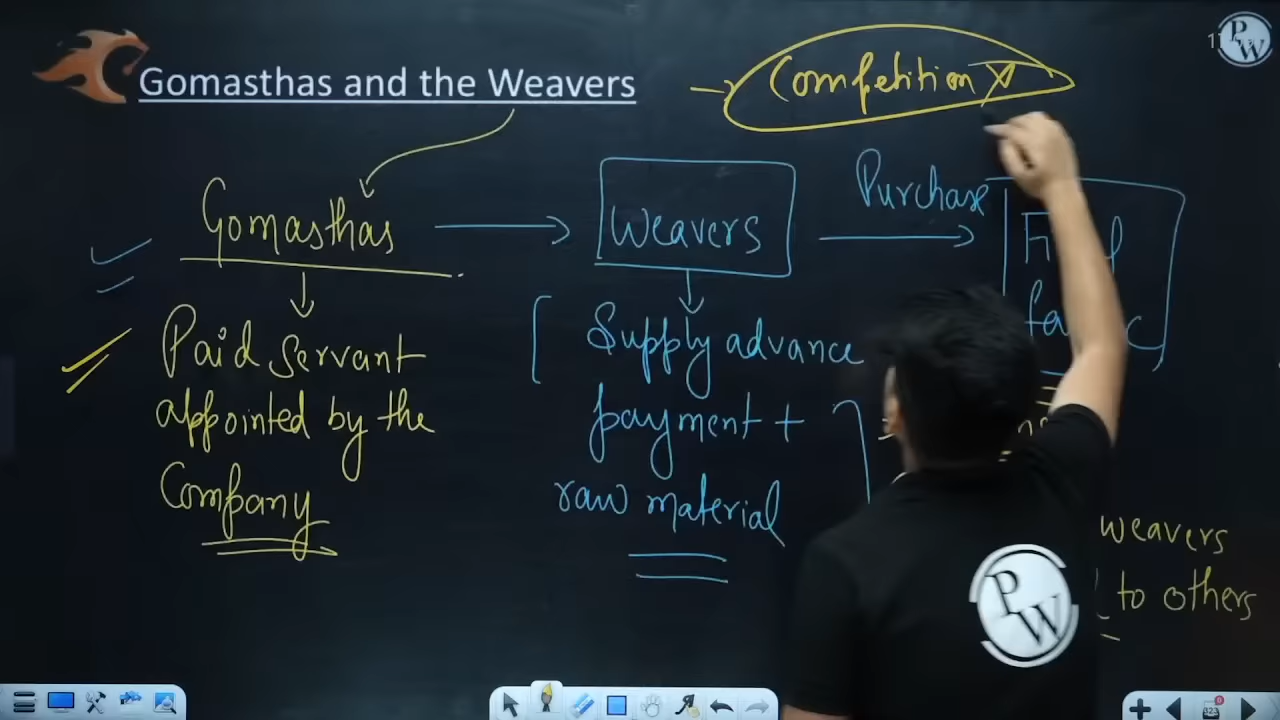 Gomasthas and the Weavers
→ Competition X
P
W
Gomasthas → Weavers Purchase →
Paid Servant
appointed by the
Company
Supply advance
payment +
raw material
weavers
to others
P
W